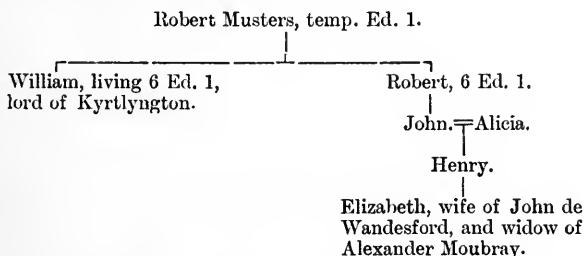 Robert Musters, temp. Ed. 1.
William, living 6 Ed. 1,
lord of Kyrtlyngton.
Robert, 6 Ed. 1.
John.=Alicia.
Henry.
Elizabeth, wife of John de
Wandesford, and widow of
Alexander Moubray.